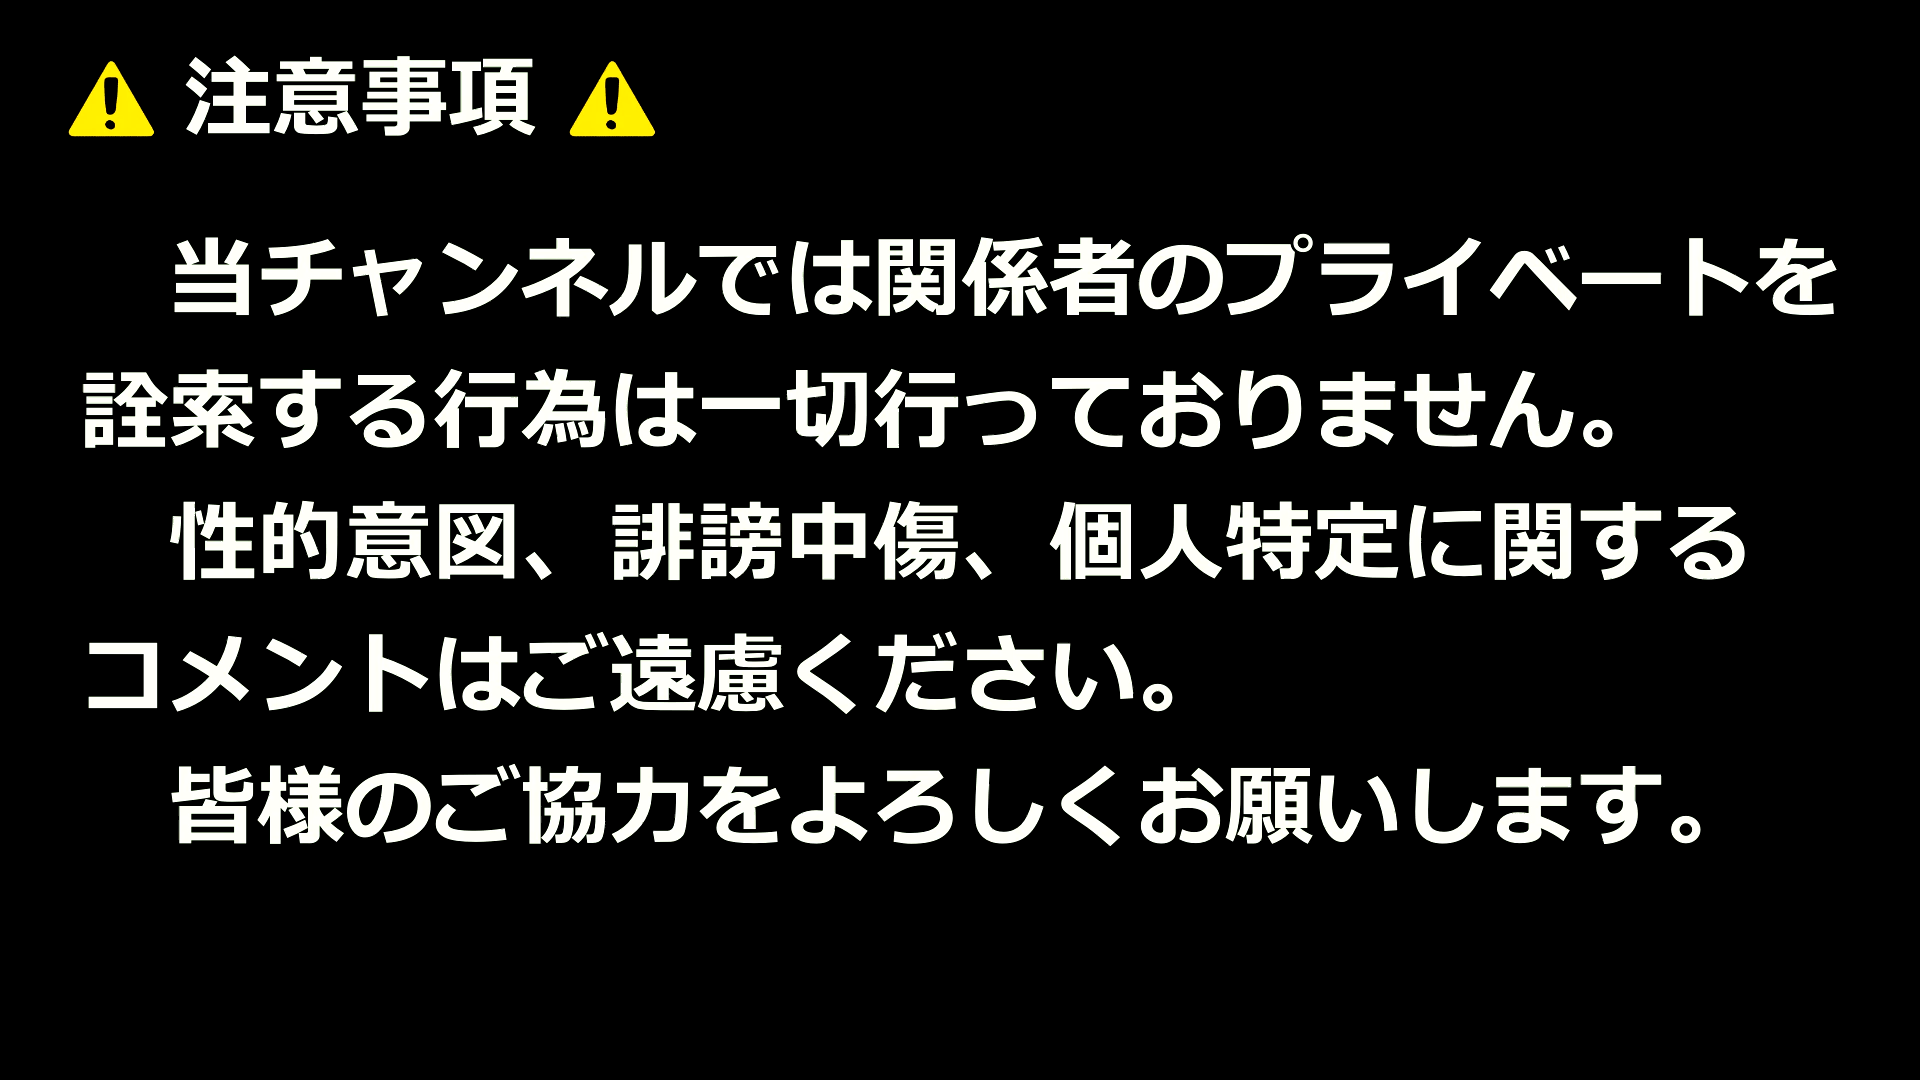 ⚠ 注意事項 ⚠
当チャンネルでは関係者のプライベートを
詮索する行為は一切行っておりません。
性的意図、誹謗中傷、個人特定に関する
コメントはご遠慮ください。
皆様のご協力をよろしくお願いします。